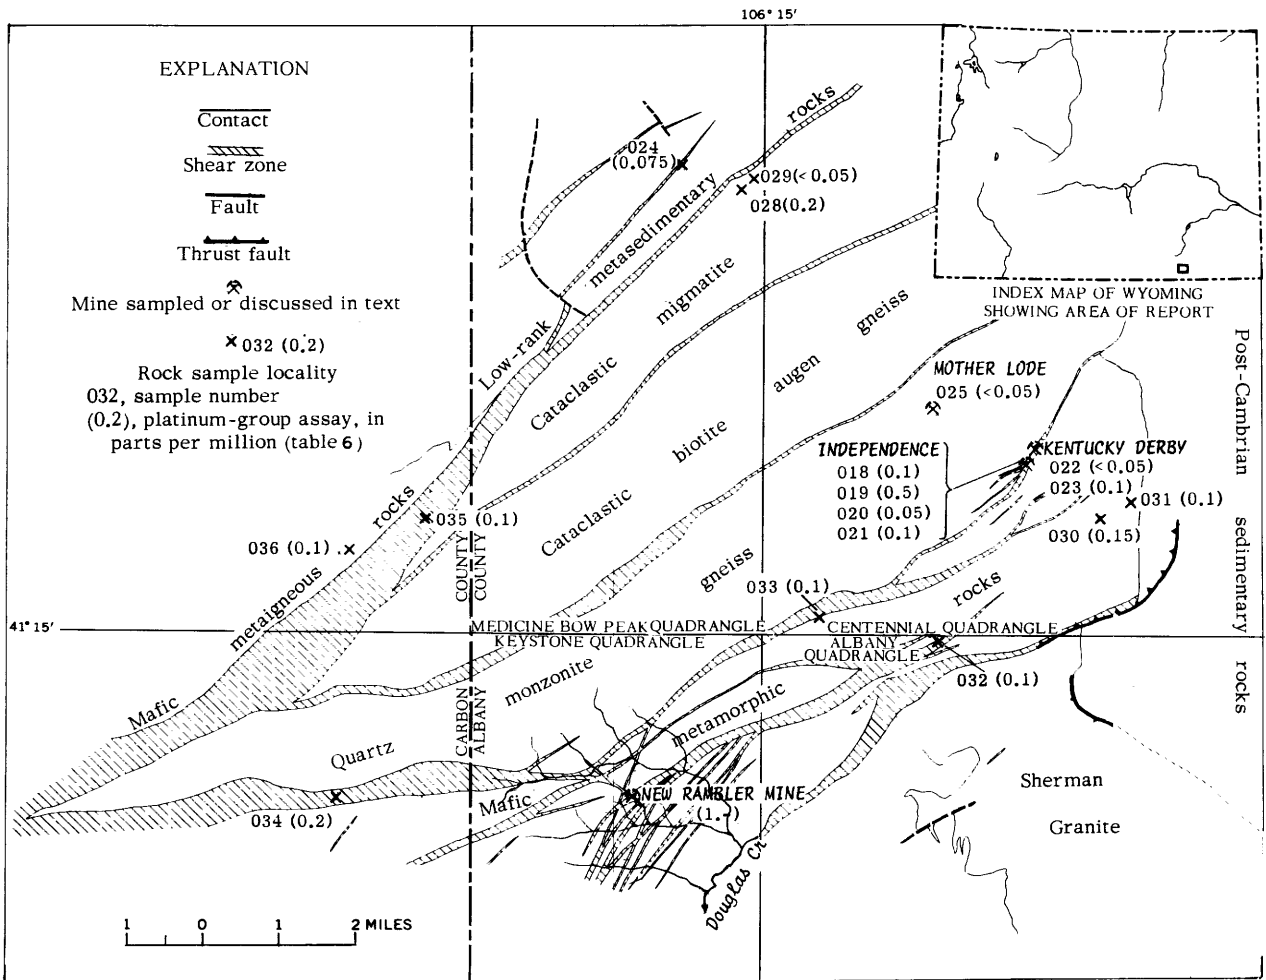 106° 15'
EXPLANATION
Contact
Shear zone
Fault
Thrust fault
Mine sampled or discussed in text
032 (0.2)
Rock sample locality
032, sample number
(0.2), platinum-group assay, in
parts per million (table 6)
INDEX MAP OF WYOMING
SHOWING AREA OF REPORT
024
(0.075)
029(<0.05)
028(0.2)
Low-rank metasedimentary rocks
Cataclastic migmatite
Cataclastic biotite augen gneiss
MOTHER LODE
025 (<0.05)
INDEPENDENCE
018 (0.1)
019 (0.5)
020 (0.05)
021 (0.1)
KENTUCKY DERBY
022 (<0.05)
023 (0.1)
031 (0.1)
030 (0.15)
Post-Cambrian sedimentary rocks
035 (0.1)
036 (0.1)
033 (0.1)
Mafic metaigneous rocks
COUNTY
COUNTY
41° 15'
MEDICINE BOW PEAK QUADRANGLE
KEYSTONE QUADRANGLE
CENTENNIAL QUADRANGLE
ALBANY
QUADRANGLE
032 (0.1)
CARBON
ALBANY
Quartz monzonite gneiss
Mafic metamorphic rocks
NEW RAMBLER MINE
034 (0.2)
Sherman
Granite
Douglas Cr
1 0 1 2 MILES